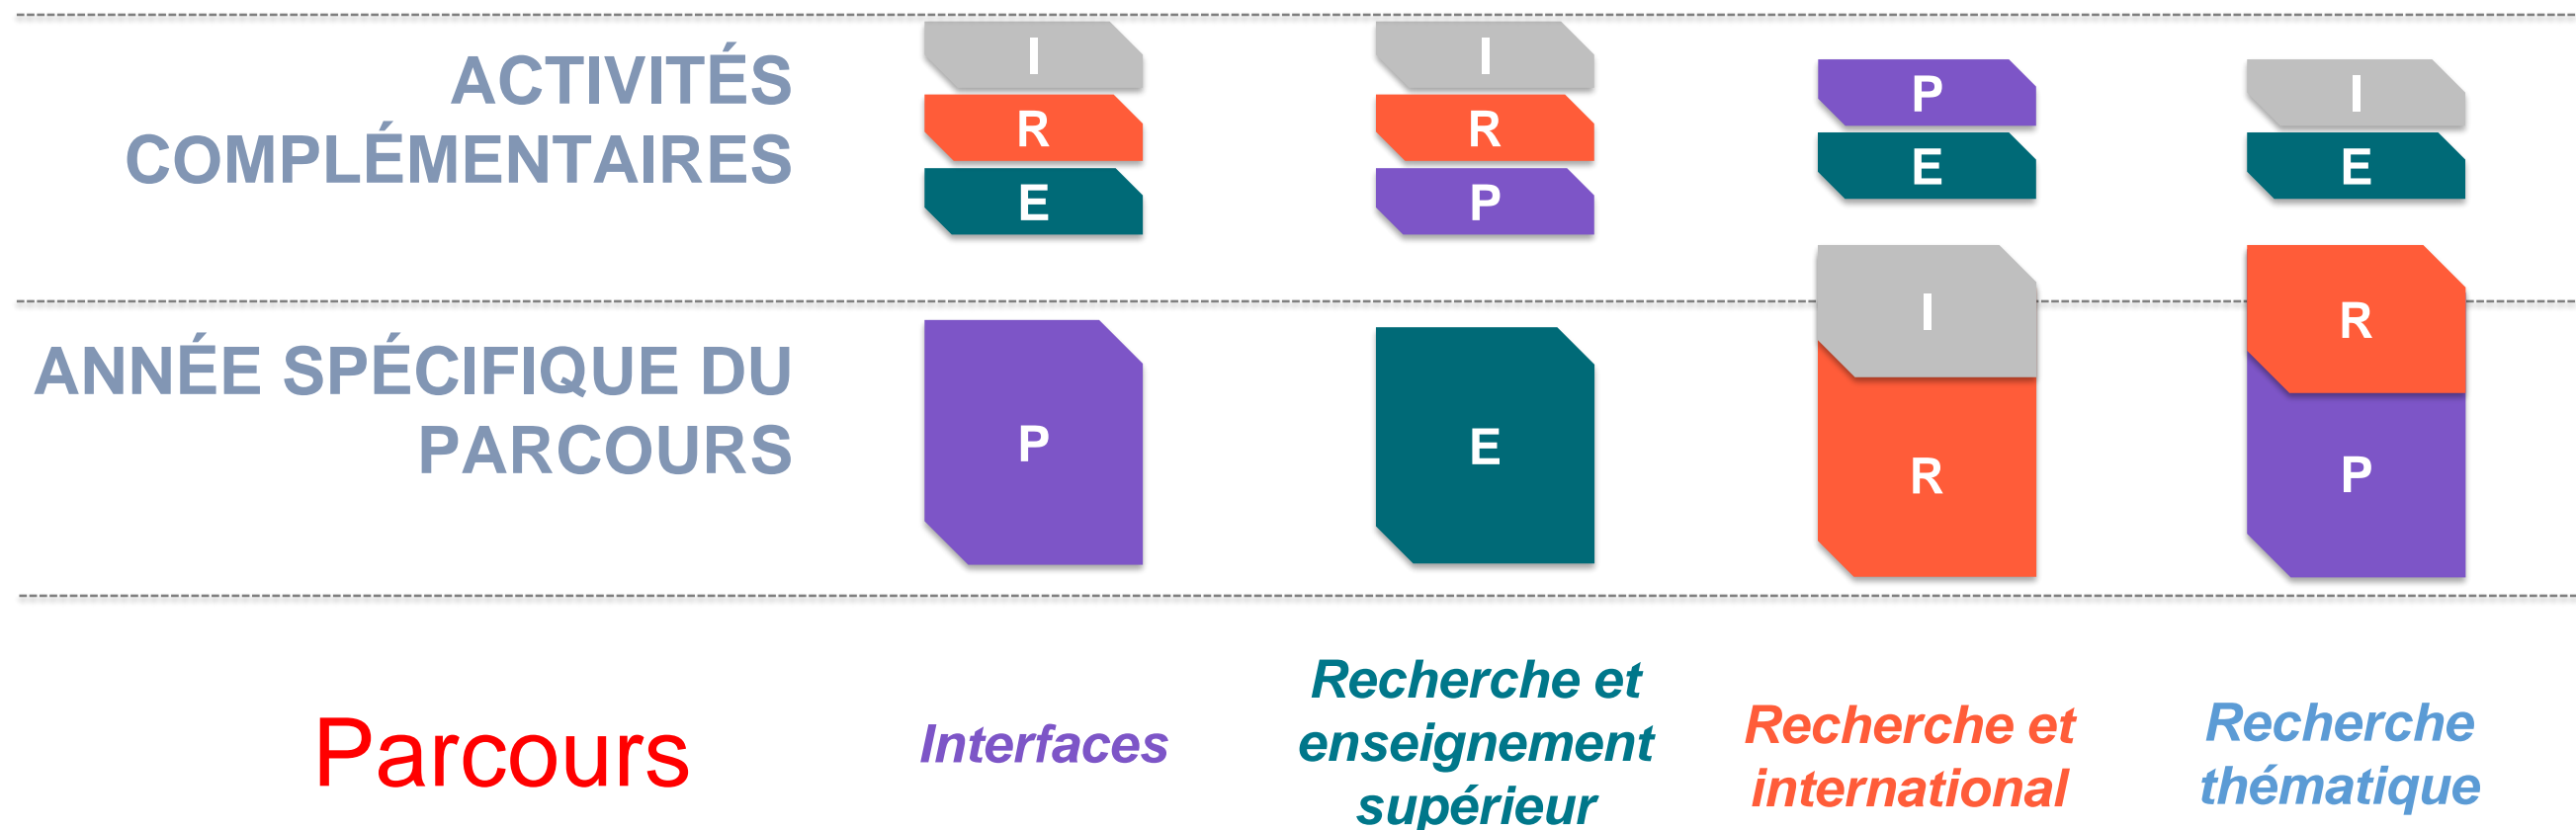 ACTIVITÉS
COMPLÉMENTAIRES
I
R
E
I
R
P
P
E
I
E
ANNÉE SPÉCIFIQUE DU
PARCOURS
P
E
I
R
R
P
Parcours
Interfaces
Recherche et
enseignement
supérieur
Recherche et
international
Recherche
thématique